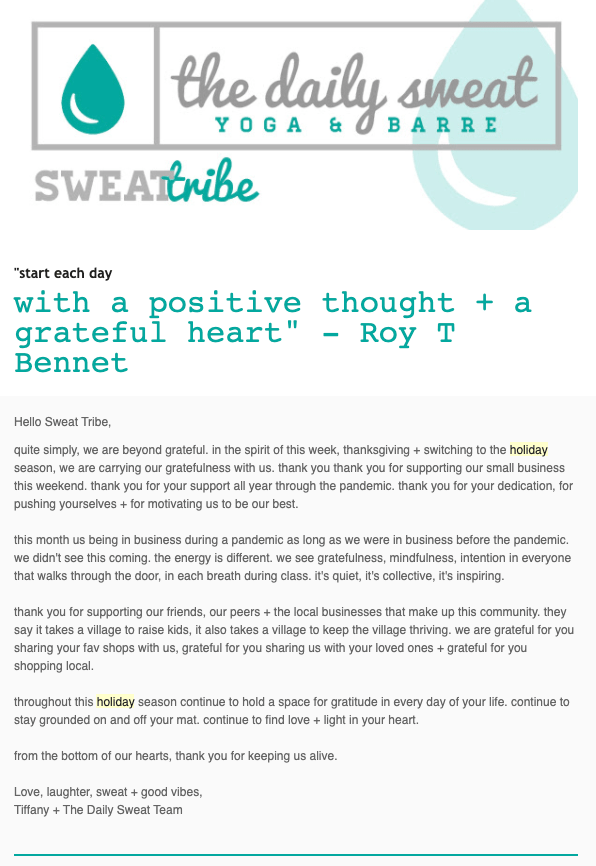 the daily sweat
YOGA & BARRE
SWEAT tribe
"start each day
with a positive thought + a
grateful heart" - Roy T
Bennet
Hello Sweat Tribe,
quite simply, we are beyond grateful. in the spirit of this week, thanksgiving + switching to the holiday
season, we are carrying our gratefulness with us. thank you thank you for supporting our small business
this weekend. thank you for your support all year through the pandemic. thank you for your dedication, for
pushing yourselves + for motivating us to be our best.
this month us being in business during a pandemic as long as we were in business before the pandemic.
we didn't see this coming. the energy is different. we see gratefulness, mindfulness, intention in everyone
that walks through the door, in each breath during class. it's quiet, it's collective, it's inspiring.
thank you for supporting our friends, our peers + the local businesses that make up this community. they
say it takes a village to raise kids, it also takes a village to keep the village thriving. we are grateful for you
sharing your fav shops with us, grateful for you sharing us with your loved ones + grateful for you
shopping local.
throughout this holiday season continue to hold a space for gratitude in every day of your life. continue to
stay grounded on and off your mat. continue to find love + light in your heart.
from the bottom of our hearts, thank you for keeping us alive.
Love, laughter, sweat + good vibes,
Tiffany + The Daily Sweat Team